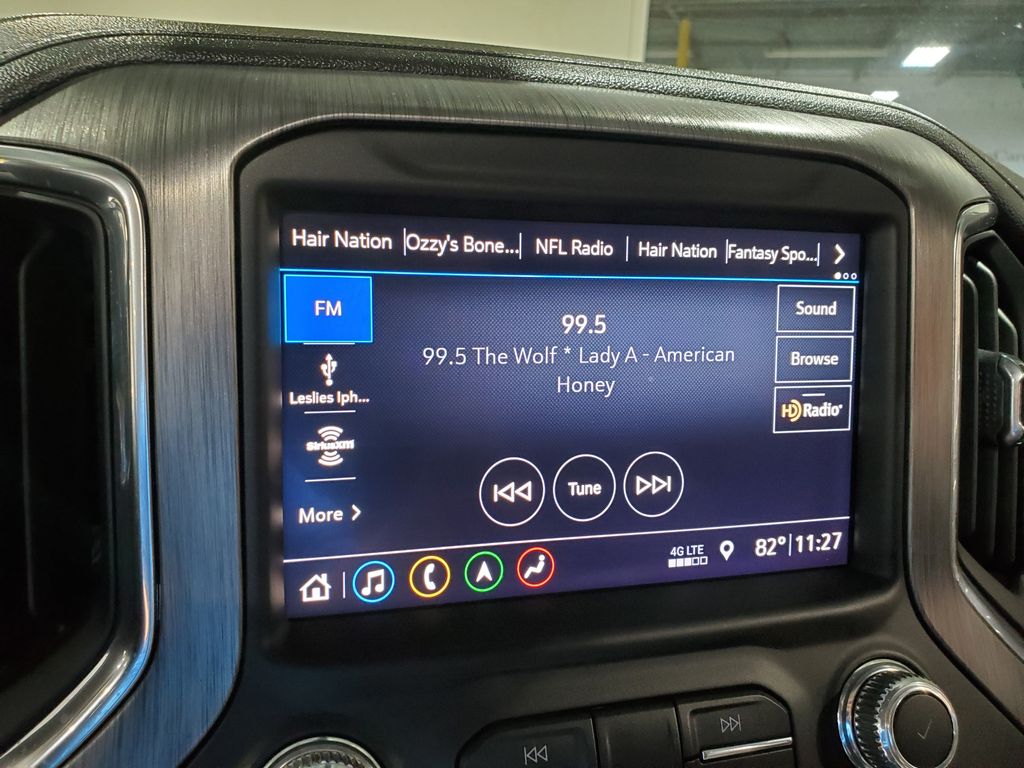 Hair Nation
Ozzy's Bone...
NFL Radio
Hair Nation
Fantasy Spo...
FM
99.5
Sound
99.5 The Wolf * Lady A - American
Honey
Browse
Leslies Iph...
HD Radio
SiriusXM
Tune
More
4G LTE
82° 11:27